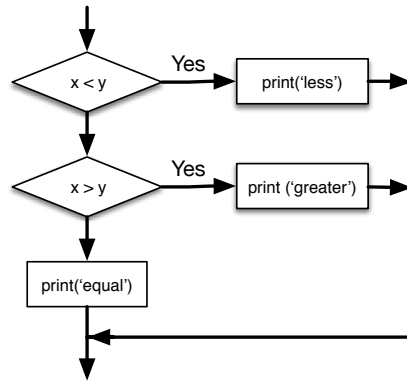 Yes
x < y
print(‘less’)
Yes
x > y
print (‘greater’)
print(‘equal’)